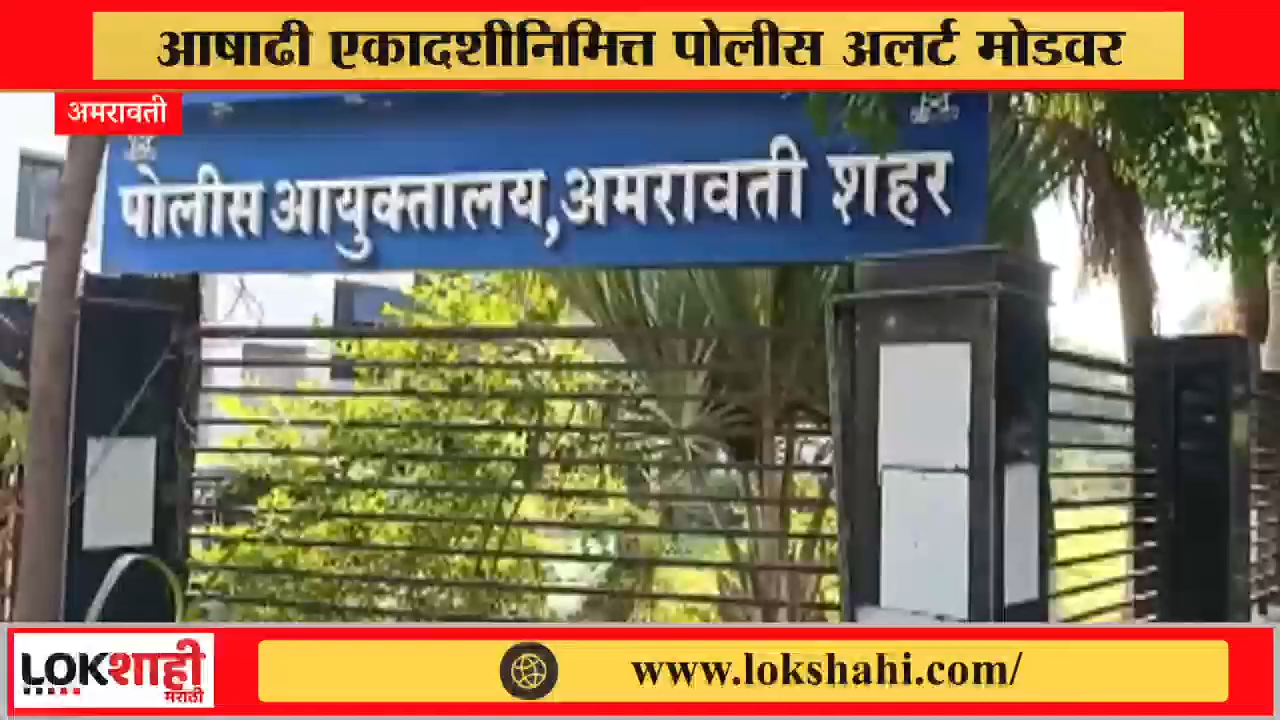 आषाढी एकादशीनिमित्त पोलीस अलर्ट मोडवर
अमरावती
पोलीस आयुक्तालय, अमरावती शहर
LOKशाही
मराठी
www.lokshahi.com/